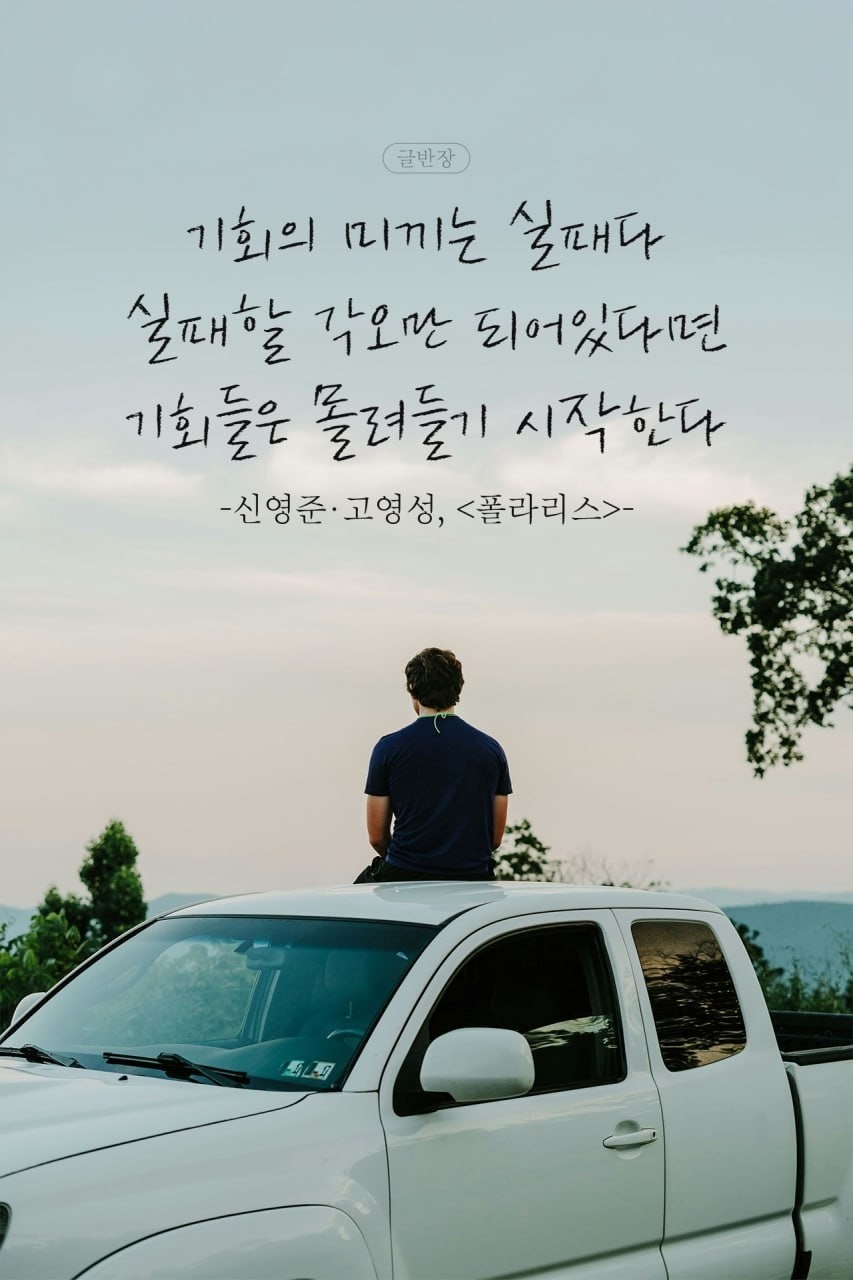 글반장
기회의 미끼는 실패다
실패할 각오만 되어있다면
기회들은 몰려들기 시작한다
-신영준·고영성, <폴라리스>-